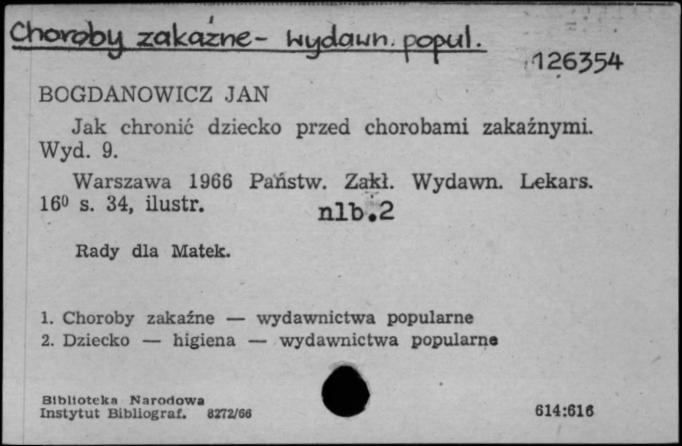 Choroby zakaźne - wydawn. popul.
126354
BOGDANOWICZ JAN
Jak chronić dziecko przed chorobami zakaźnymi.
Wyd. 9.
Warszawa 1966 Państw. Zakł. Wydawn. Lekars.
16⁰ s. 34, ilustr. nlb.2
Rady dla Matek.
1. Choroby zakaźne — wydawnictwa popularne
2. Dziecko — higiena — wydawnictwa popularne
Biblioteka Narodowa
Instytut Bibliograf. 8272/66
614:616